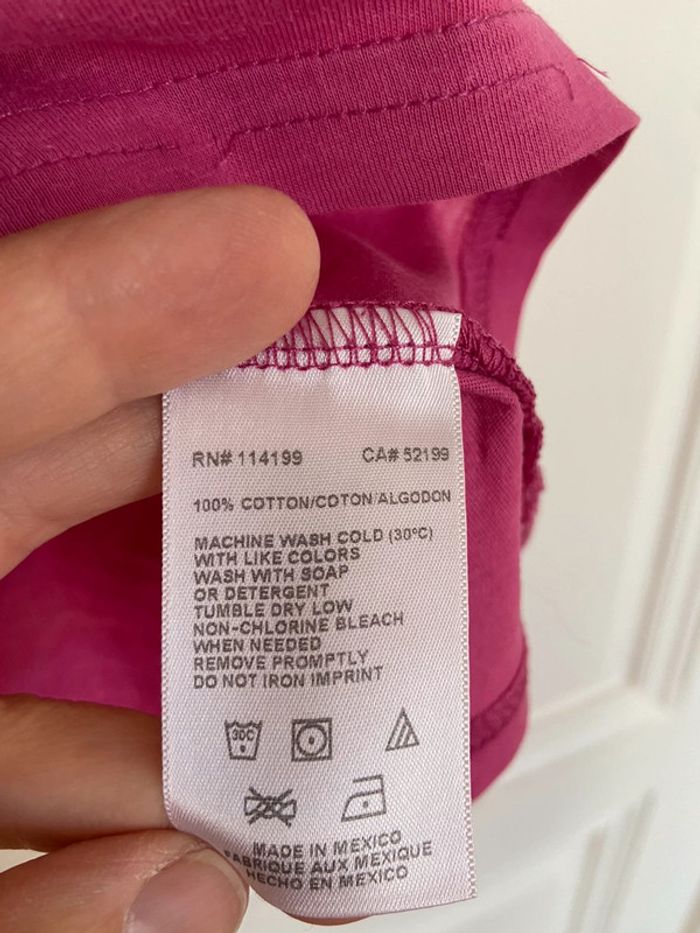 RN# 114199 CA# 52199
100% COTTON/COTON/ALGODON
MACHINE WASH COLD (30°C)
WITH LIKE COLORS
WASH WITH SOAP
OR DETERGENT
TUMBLE DRY LOW
NON-CHLORINE BLEACH
WHEN NEEDED
REMOVE PROMPTLY
DO NOT IRON IMPRINT
30C
MADE IN MEXICO
FABRIQUE AUX MEXIQUE
HECHO EN MEXICO